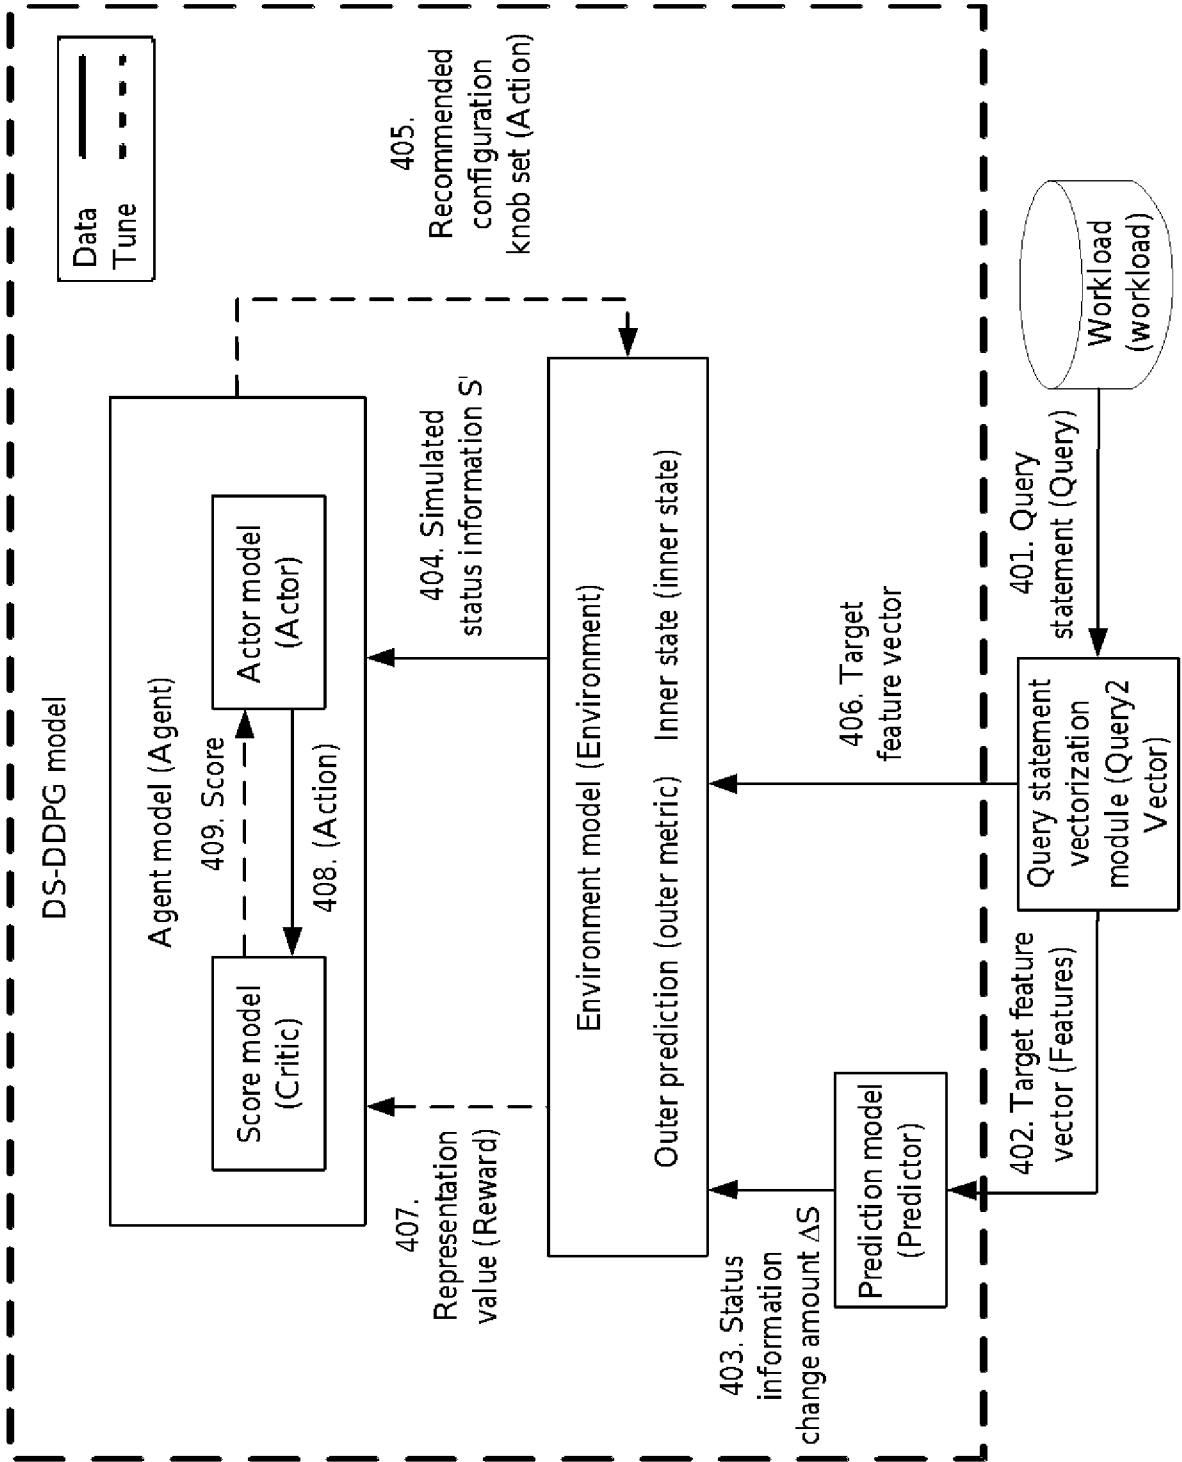 DS-DDPG model
Data
Tune
Agent model (Agent)
Score model
(Critic)
409. Score
408. (Action)
Actor model
(Actor)
407.
Representation
value (Reward)
404. Simulated
status information S'
405.
Recommended
configuration
knob set (Action)
Environment model (Environment)
Outer prediction (outer metric)
Inner state (inner state)
403. Status
information
change amount ΔS
Prediction model
(Predictor)
406. Target
feature vector
402. Target feature
vector (Features)
Query statement
vectorization
module (Query2
Vector)
401. Query
statement (Query)
Workload
(workload)